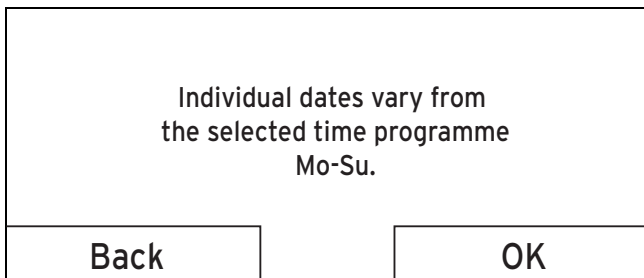 Individual dates vary from
the selected time programme
Mo-Su.
Back
OK